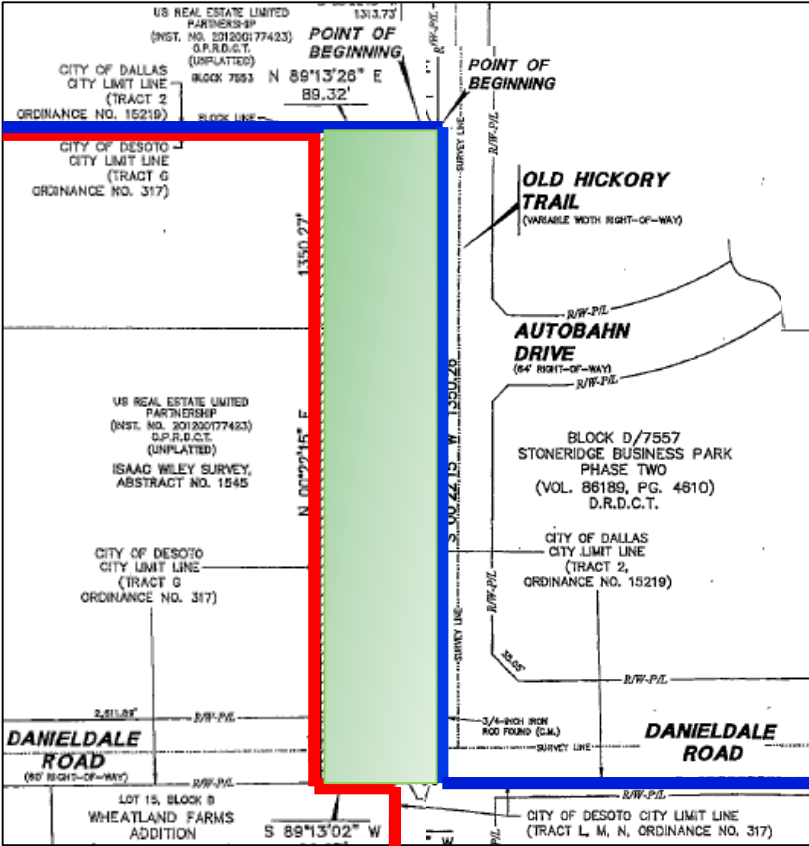 US REAL ESTATE LIMITED
PARTNERSHIP
(INST. NO. 201200177423)
O.P.R.D.C.T.
(UNPLATTED)
BLOCK 7553
1313.73'
R/W-P/L
POINT OF
BEGINNING
N 89°13'26" E
89.32'
POINT OF
BEGINNING
CITY OF DALLAS
CITY LIMIT LINE
(TRACT 2
ORDINANCE NO. 15219)
BLOCK LINE
CITY OF DESOTO
CITY LIMIT LINE
(TRACT G
ORDINANCE NO. 317)
SURVEY LINE
R/W-P/L
OLD HICKORY
TRAIL
(VARIABLE WIDTH RIGHT-OF-WAY)
1350.27'
N 00°22'15" E
S 00°22'15" W 1350.26'
R/W-P/L
AUTOBAHN
DRIVE
(64' RIGHT-OF-WAY)
R/W-P/L
US REAL ESTATE LIMITED
PARTNERSHIP
(INST. NO. 201200177423)
O.P.R.D.C.T.
(UNPLATTED)
ISAAC WILEY SURVEY,
ABSTRACT NO. 1545
BLOCK D/7557
STONERIDGE BUSINESS PARK
PHASE TWO
(VOL. 86189, PG. 4610)
D.R.D.C.T.
CITY OF DESOTO
CITY LIMIT LINE
(TRACT G
ORDINANCE NO. 317)
CITY OF DALLAS
CITY LIMIT LINE
(TRACT 2,
ORDINANCE NO. 15219)
R/W-P/L
SURVEY LINE
35.05'
R/W-P/L
2,611.89'
R/W-P/L
3/4-INCH IRON
ROD FOUND (C.M.)
SURVEY LINE
DANIELDALE
ROAD
(60' RIGHT-OF-WAY)
R/W-P/L
DANIELDALE
ROAD
R/W-P/L
LOT 15, BLOCK B
WHEATLAND FARMS
ADDITION
S 89°13'02" W
W
P/L
CITY OF DESOTO CITY LIMIT LINE
(TRACT L, M, N, ORDINANCE NO. 317)